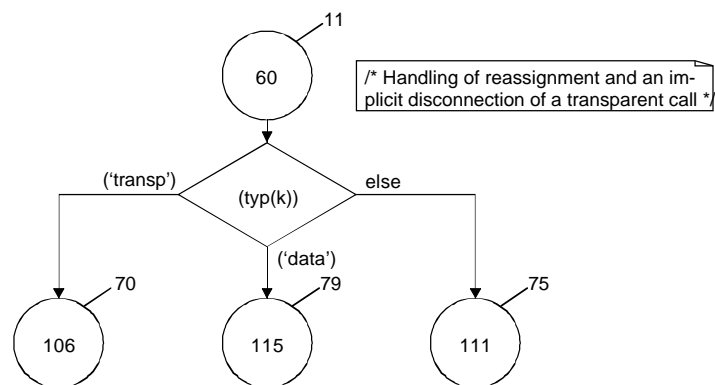 11
60
/* Handling of reassignment and an im-
plicit disconnection of a transparent call */
(‘transp’)
(typ(k))
else
(‘data’)
70
79
75
106
115
111